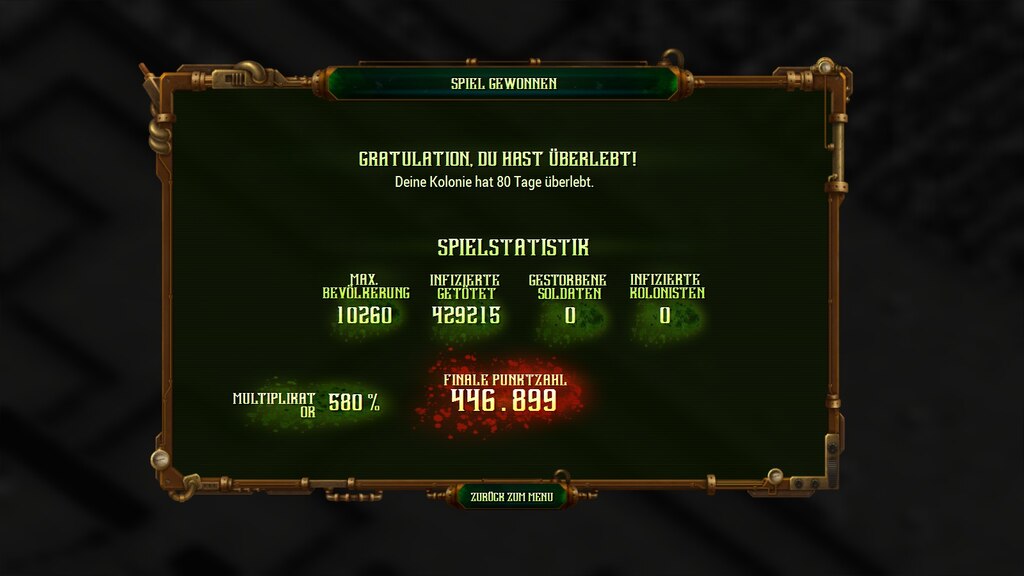 SPIEL GEWONNEN
GRATULATION, DU HAST ÜBERLEBT!
Deine Kolonie hat 80 Tage überlebt.
SPIELSTATISTIK
MAX. BEVÖLKERUNG
INFIZIERTE GETÖTET
GESTORBENE SOLDATEN
INFIZIERTE KOLONISTEN
10260
429215
0
0
MULTIPLIKAT
OR
580 %
FINALE PUNKTZAHL
446.899
ZURÜCK ZUM MENU